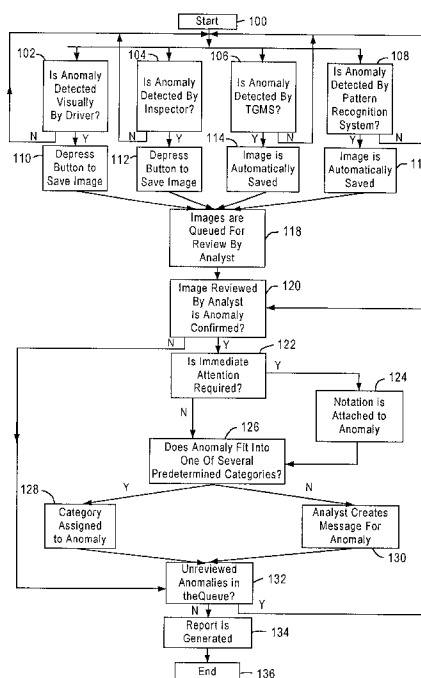 Start
100
102
104
106
108
Is Anomaly
Detected
Visually
By Driver?
Is Anomaly
Detected By
Inspector?
Is Anomaly
Detected By
TGMS?
Is Anomaly
Detected By
Pattern
Recognition
System?
N
Y
N
Y
Y
N
Y
N
110
112
114
Depress
Button to
Save Image
Depress
Button to
Save Image
Image is
Automatically
Saved
Image is
Automatically
Saved
Images are
Queued For
Review By
Analyst
118
Image Reviewed
By Analyst
Is Anomaly
Confirmed?
120
N
Y
122
Is Immediate
Attention
Required?
Y
N
124
Notation is
Attached to
Anomaly
126
Does Anomaly Fit Into
One Of Several
Predetermined Categories?
Y
N
128
Category
Assigned
to Anomaly
Analyst Creates
Message For
Anomaly
130
Unreviewed
Anomalies in
theQueue?
132
N
Y
Report Is
Generated
134
End
136